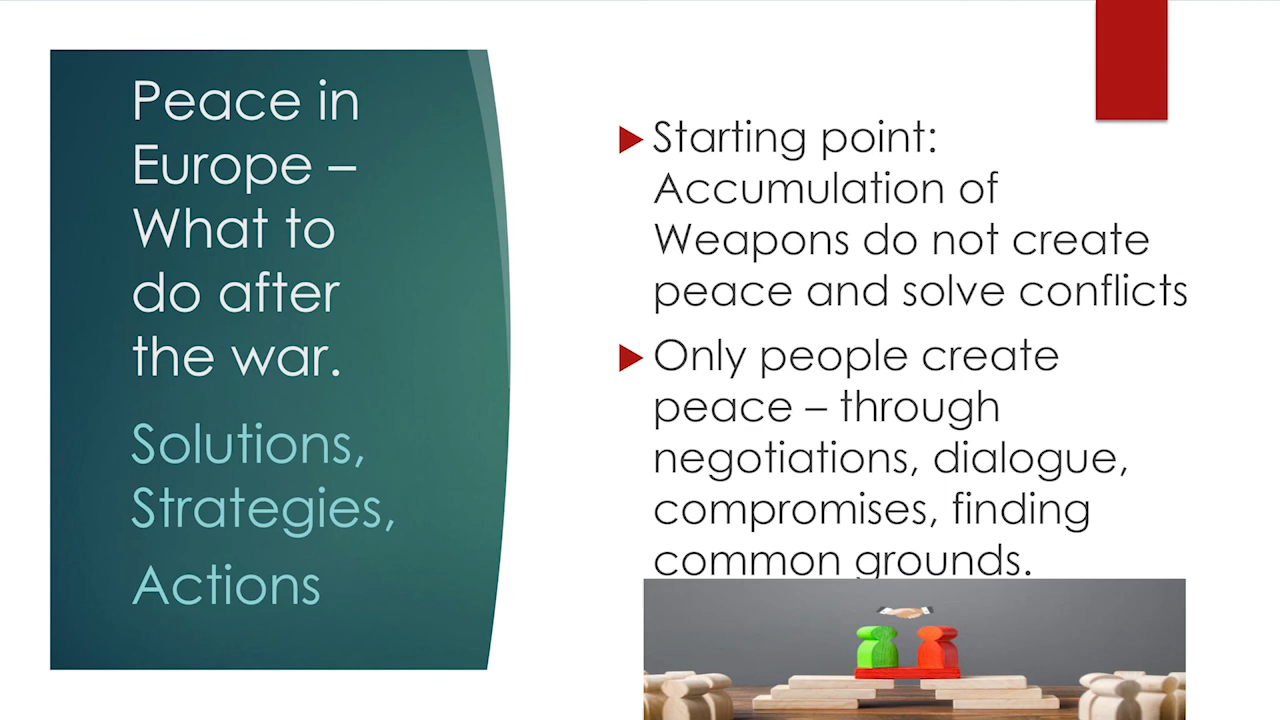 Peace in
Europe –
What to
do after
the war.
Solutions,
Strategies,
Actions
Starting point:
Accumulation of
Weapons do not create
peace and solve conflicts
Only people create
peace – through
negotiations, dialogue,
compromises, finding
common grounds.